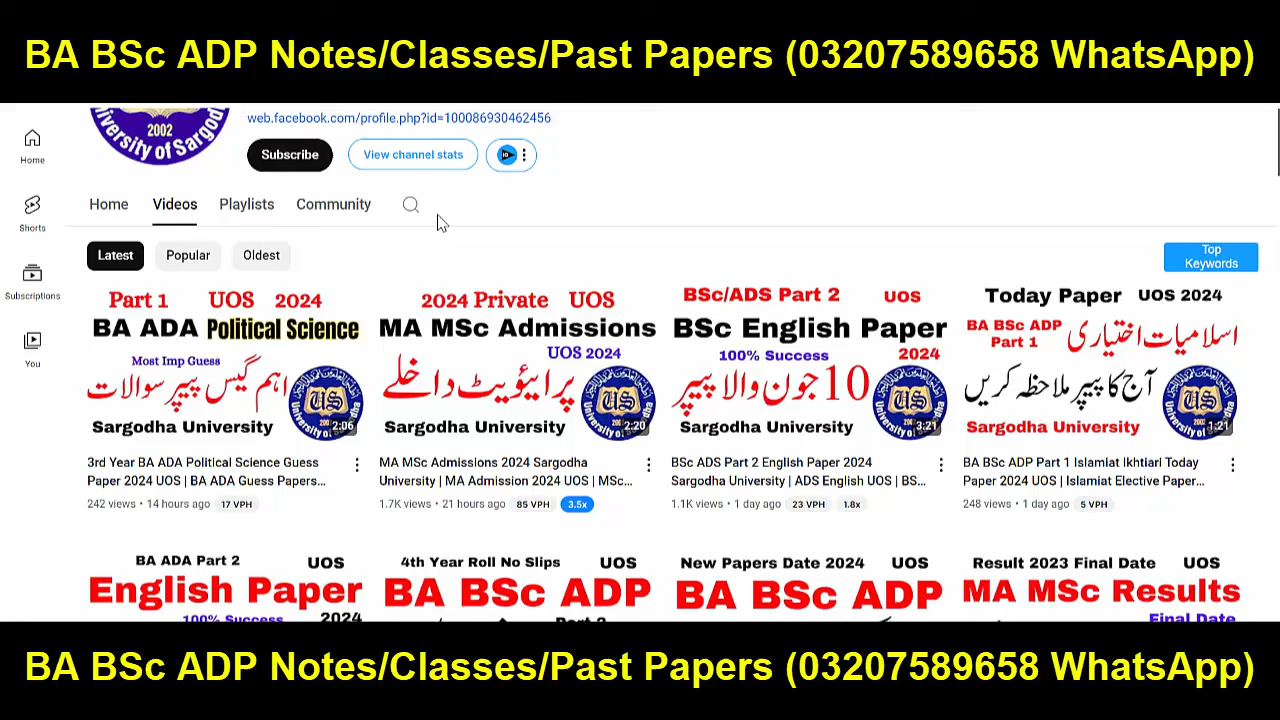 BA BSc ADP Notes/Classes/Past Papers (03207589658 WhatsApp)
2002
University of Sargod
web.facebook.com/profile.php?id=100086930462456
Subscribe
View channel stats
Home
Shorts
Subscriptions
You
Home Videos Playlists Community
Latest Popular Oldest
Top
Keywords
Part 1 UOS 2024
BA ADA Political Science
Most Imp Guess
اہم گیس پیپر سوالات
Sargodha University
2:06
3rd Year BA ADA Political Science Guess
Paper 2024 UOS | BA ADA Guess Papers...
242 views • 14 hours ago 17 VPH
2024 Private UOS
MA MSc Admissions
UOS 2024
پرائیویٹ داخلے
Sargodha University
2:20
MA MSc Admissions 2024 Sargodha
University | MA Admission 2024 UOS | MSc...
1.7K views • 21 hours ago 85 VPH 3.5x
BSc/ADS Part 2 UOS
BSc English Paper
100% Success 2024
10 جون والا پیپر
Sargodha University
3:21
BSc ADS Part 2 English Paper 2024
Sargodha University | ADS English UOS | BS...
1.1K views • 1 day ago 23 VPH 1.8x
Today Paper UOS 2024
BA BSc ADP
Part 1
اسلامیات اختیاری
آج کا پیپر ملاحظہ کریں
Sargodha University
1:21
BA BSc ADP Part 1 Islamiat Ikhtiari Today
Paper 2024 UOS | Islamiat Elective Paper...
248 views • 1 day ago 5 VPH
BA ADA Part 2 UOS
English Paper
100% Success 2024
4th Year Roll No Slips UOS
BA BSc ADP
Part 2
New Papers Date 2024 UOS
BA BSc ADP
Result 2023 Final Date UOS
MA MSc Results
Final Date
BA BSc ADP Notes/Classes/Past Papers (03207589658 WhatsApp)